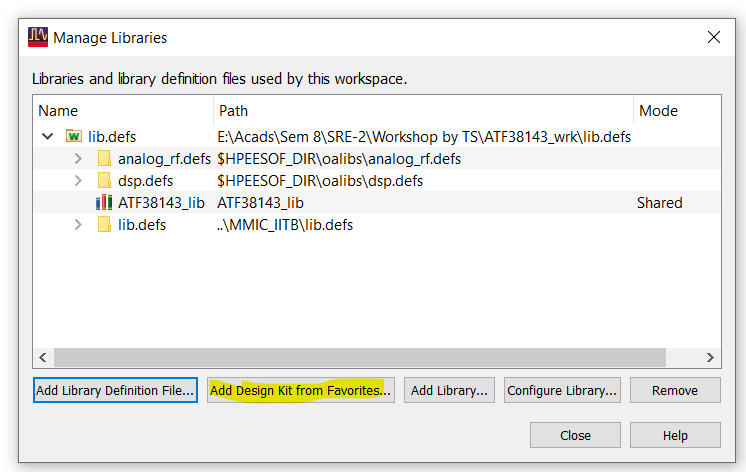 Manage Libraries
Libraries and library definition files used by this workspace.
Name Path Mode
lib.defs E:\Acads\Sem 8\SRE-2\Workshop by TS\ATF38143_wrk\lib.defs
analog_rf.defs $HPEESOF_DIR\oalibs\analog_rf.defs
dsp.defs $HPEESOF_DIR\oalibs\dsp.defs
ATF38143_lib ATF38143_lib Shared
lib.defs ..\MMIC_IITB\lib.defs
Add Library Definition File... Add Design Kit from Favorites... Add Library... Configure Library... Remove
Close Help